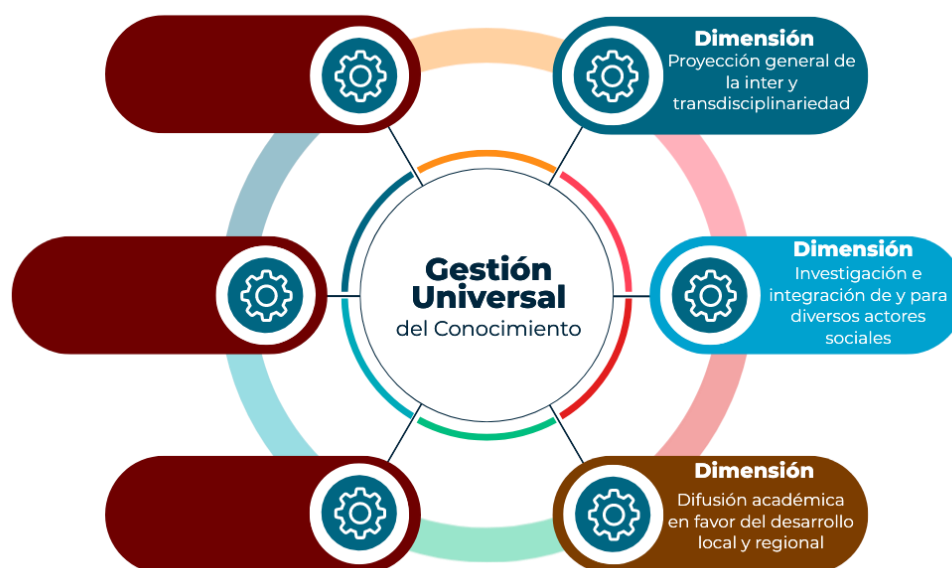 Dimensión
Proyección general de
la inter y
transdisciplinariedad
Gestión
Universal
del Conocimiento
Dimensión
Investigación e
integración de y para
diversos actores
sociales
Dimensión
Difusión académica
en favor del desarrollo
local y regional